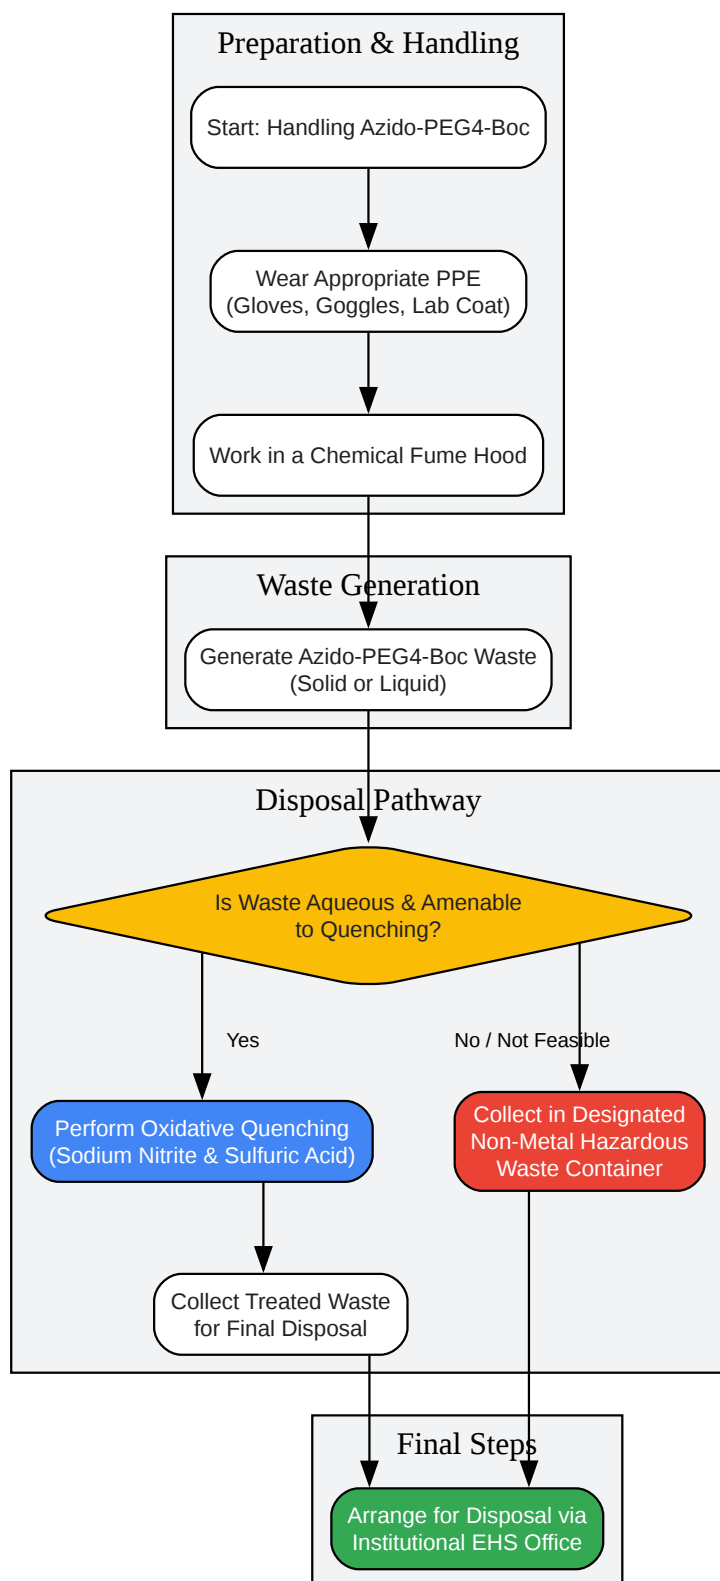 Preparation & Handling
Start: Handling Azido-PEG4-Boc
Wear Appropriate PPE
(Gloves, Goggles, Lab Coat)
Work in a Chemical Fume Hood
Waste Generation
Generate Azido-PEG4-Boc Waste
(Solid or Liquid)
Disposal Pathway
Is Waste Aqueous & Amenable
to Quenching?
Yes
No / Not Feasible
Perform Oxidative Quenching
(Sodium Nitrite & Sulfuric Acid)
Collect in Designated
Non-Metal Hazardous
Waste Container
Collect Treated Waste
for Final Disposal
Final Steps
Arrange for Disposal via
Institutional EHS Office